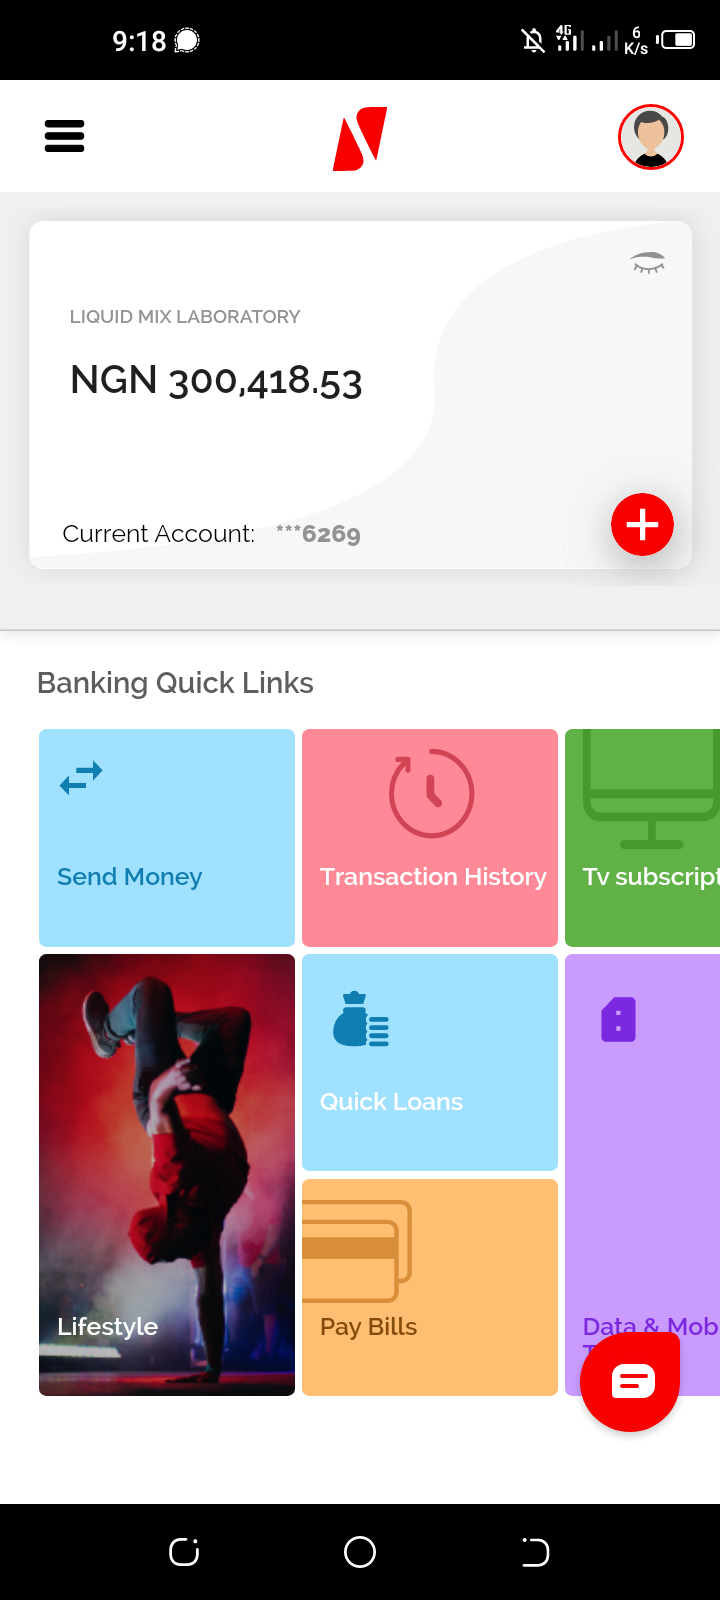 9:18
4G
6
K/s
LIQUID MIX LABORATORY
NGN 300,418.53
Current Account: ***6269
Banking Quick Links
Send Money
Transaction History
Tv subscript
Lifestyle
Quick Loans
Pay Bills
Data & Mob